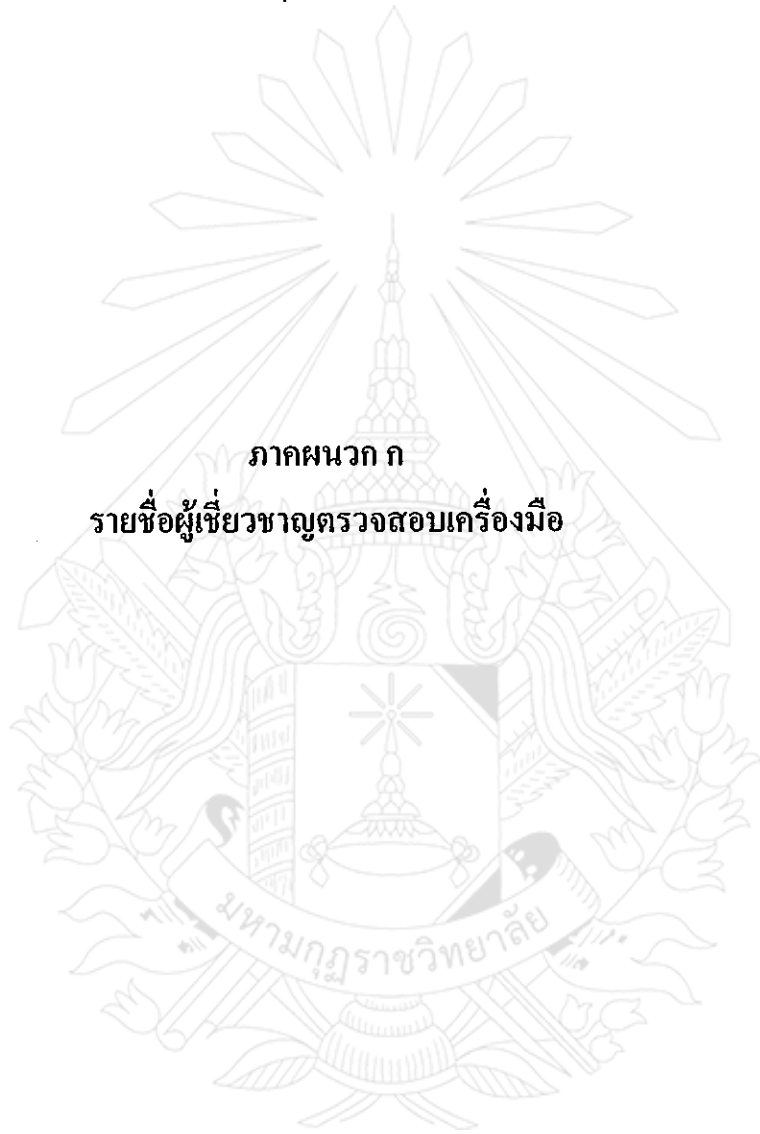 ภาคผนวก ก
รายชื่อผู้เชี่ยวชาญตรวจสอบเครื่องมือ
มหามกุฏราชวิทยาลัย